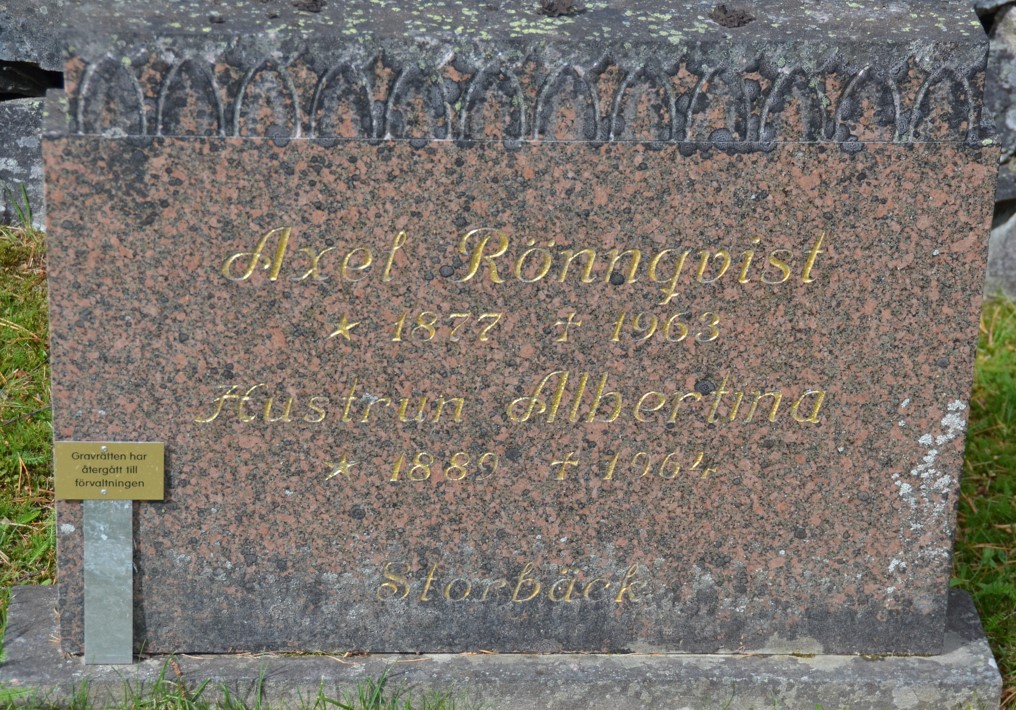 Axel Rönnqvist
★ 1877 † 1963
Hustrun Albertina
★ 1889 † 1964
Storbäck
Gravrätten har
återgått till
förvaltningen